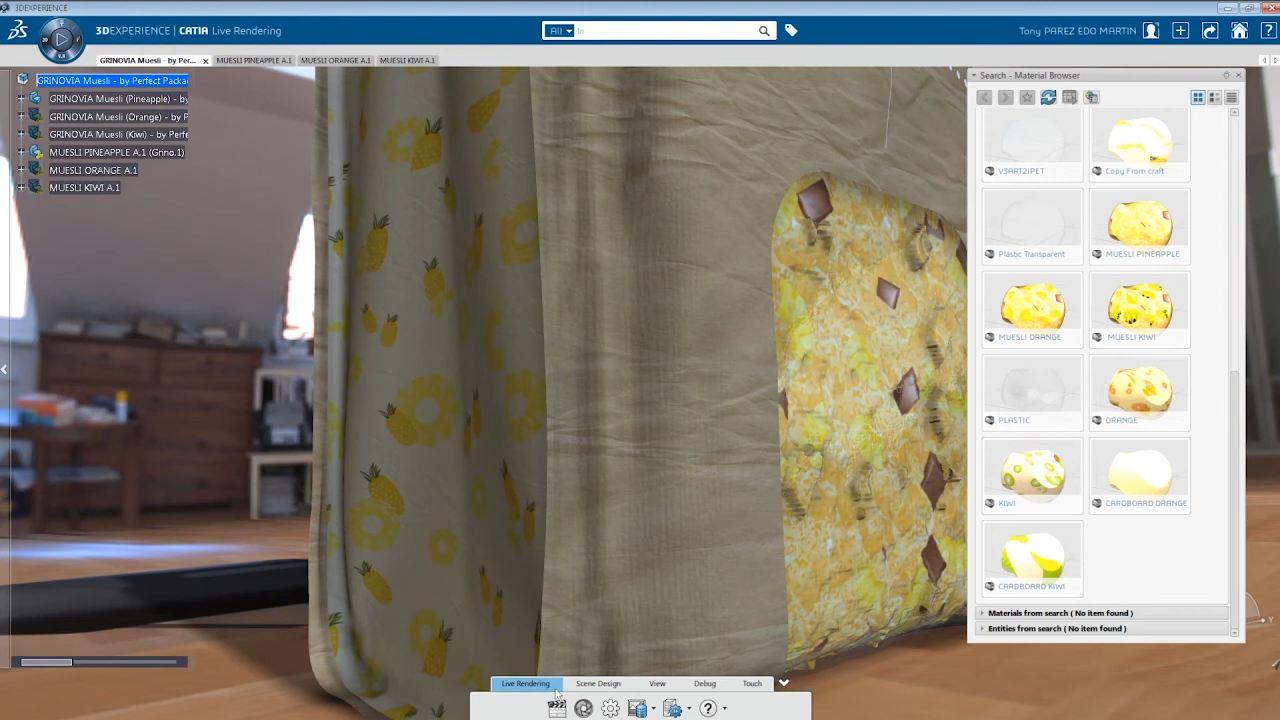 3DEXPERIENCE
3DEXPERIENCE | CATIA Live Rendering
All
Tony PAREZ EDO MARTIN
GRINOVIA Muesli - by Per...
MUESLI PINEAPPLE A.1
MUESLI ORANGE A.1
MUESLI KIWI A.1
GRINOVIA Muesli - by Perfect Packa
GRINOVIA Muesli (Pineapple) - by
GRINOVIA Muesli (Orange) - by P
GRINOVIA Muesli (Kiwi) - by Perfe
MUESLI PINEAPPLE A.1 (Grino.1)
MUESLI ORANGE A.1
MUESLI KIWI A.1
Search - Material Browser
V3ART2IPET
Copy From craft
Plastic Transparent
MUESLI PINEAPPLE
MUESLI ORANGE
MUESLI KIWI
PLASTIC
ORANGE
KIWI
CARDBOARD ORANGE
CARDBOARD KIWI
Materials from search ( No item found )
Entities from search ( No item found )
Y
Live Rendering
Scene Design
View
Debug
Touch